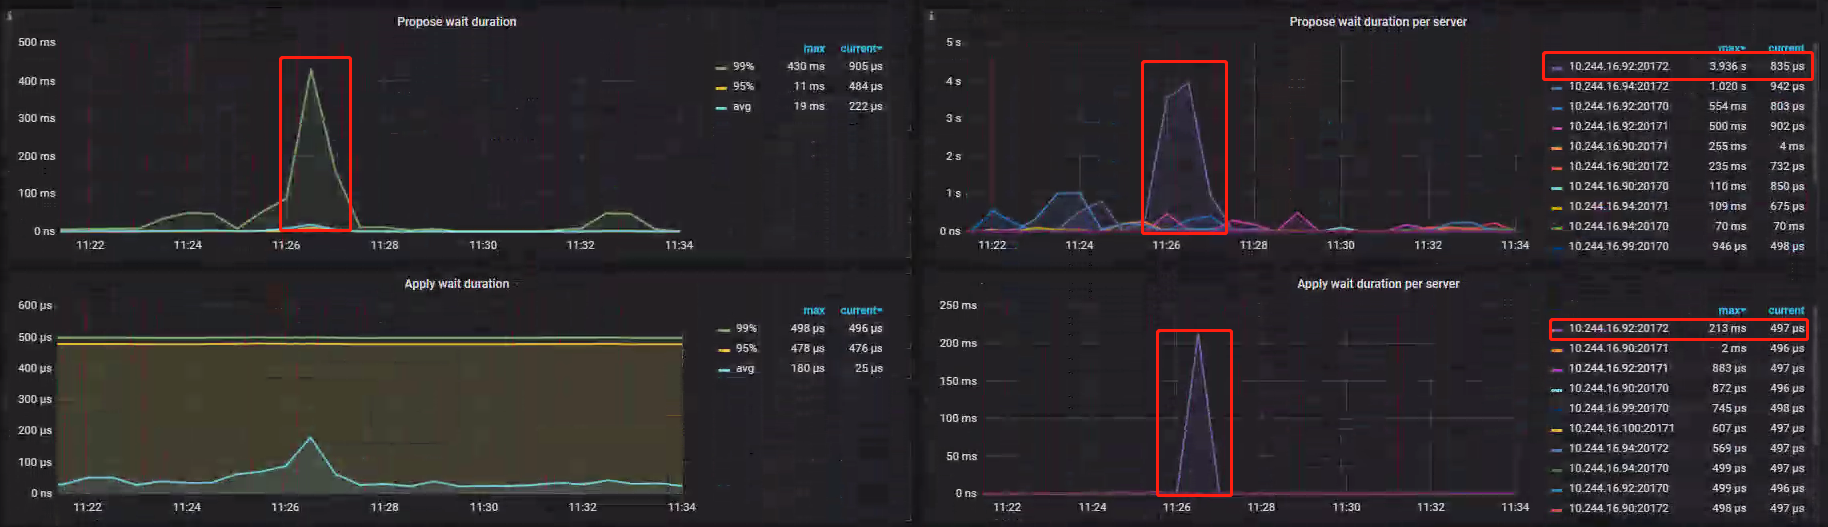 Propose wait duration
500 ms
400 ms
300 ms
200 ms
100 ms
0 ns
11:22 11:24 11:26 11:28 11:30 11:32 11:34
max current
99% 430 ms 905 µs
95% 11 ms 484 µs
avg 19 ms 222 µs
Propose wait duration per server
5 s
4 s
3 s
2 s
1 s
0 ns
11:22 11:24 11:26 11:28 11:30 11:32 11:34
max current
10.244.16.92:20172 3.936 s 835 µs
10.244.16.94:20172 1.020 s 942 µs
10.244.16.92:20170 554 ms 803 µs
10.244.16.92:20171 500 ms 902 µs
10.244.16.90:20171 255 ms 4 ms
10.244.16.90:20172 235 ms 732 µs
10.244.16.90:20170 110 ms 850 µs
10.244.16.94:20171 109 ms 675 µs
10.244.16.94:20170 70 ms 70 ms
10.244.16.99:20170 946 µs 498 µs
Apply wait duration
600 µs
500 µs
400 µs
300 µs
200 µs
100 µs
0 ns
11:22 11:24 11:26 11:28 11:30 11:32 11:34
max current
99% 498 µs 496 µs
95% 478 µs 476 µs
avg 180 µs 25 µs
Apply wait duration per server
250 ms
200 ms
150 ms
100 ms
50 ms
0 ns
11:22 11:24 11:26 11:28 11:30 11:32 11:34
max current
10.244.16.92:20172 213 ms 497 µs
10.244.16.90:20171 2 ms 496 µs
10.244.16.92:20171 883 µs 497 µs
10.244.16.90:20170 872 µs 496 µs
10.244.16.99:20170 745 µs 498 µs
10.244.16.100:20171 607 µs 497 µs
10.244.16.94:20172 569 µs 497 µs
10.244.16.94:20170 499 µs 497 µs
10.244.16.92:20170 499 µs 496 µs
10.244.16.90:20172 498 µs 497 µs